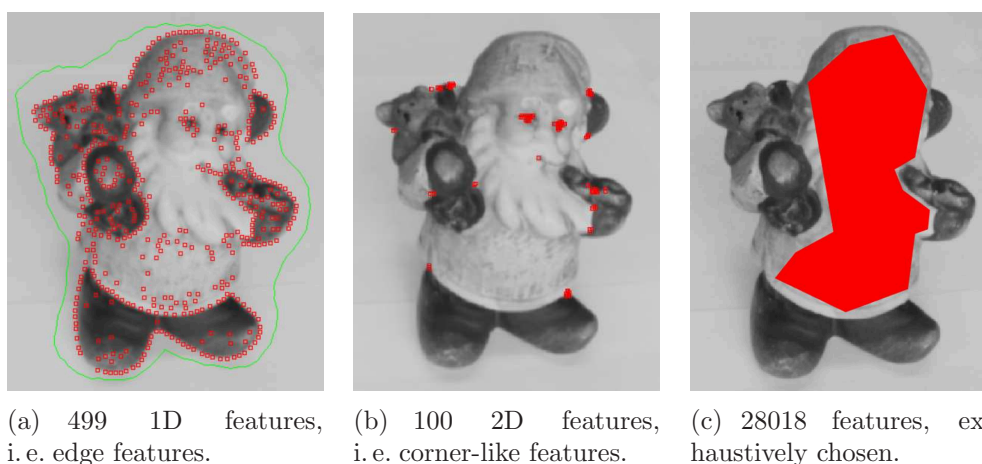 (a) 499 1D features,
i. e. edge features.
(b) 100 2D features,
i. e. corner-like features.
(c) 28018 features, ex
haustively chosen.